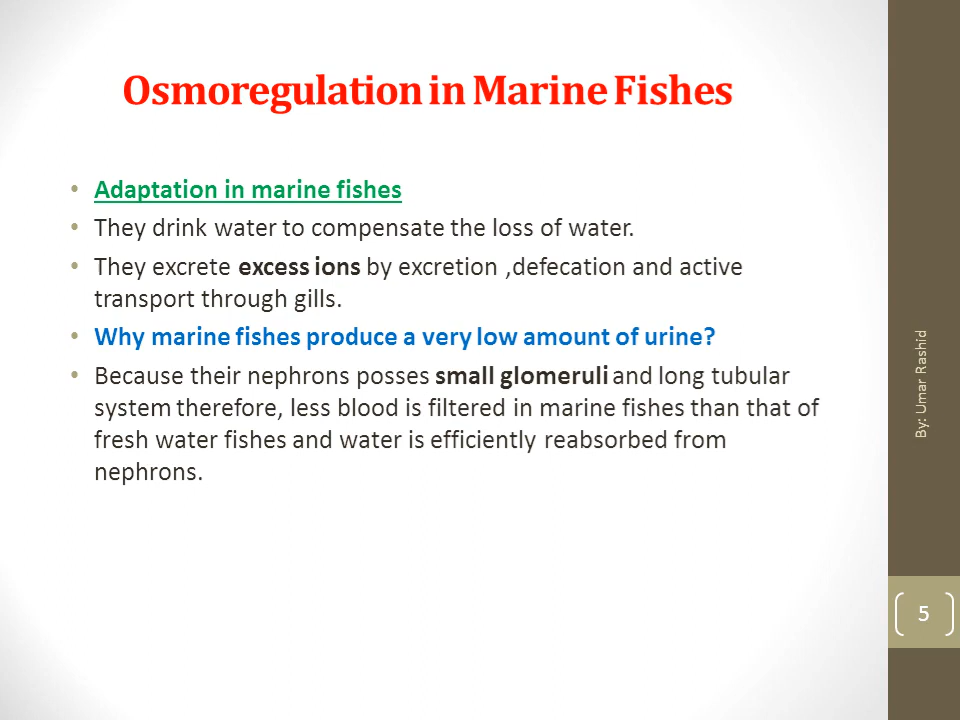 Osmoregulation in Marine Fishes
• Adaptation in marine fishes
• They drink water to compensate the loss of water.
• They excrete excess ions by excretion ,defecation and active
transport through gills.
• Why marine fishes produce a very low amount of urine?
• Because their nephrons posses small glomeruli and long tubular
system therefore, less blood is filtered in marine fishes than that of
fresh water fishes and water is efficiently reabsorbed from
nephrons.
By: Umar Rashid
5